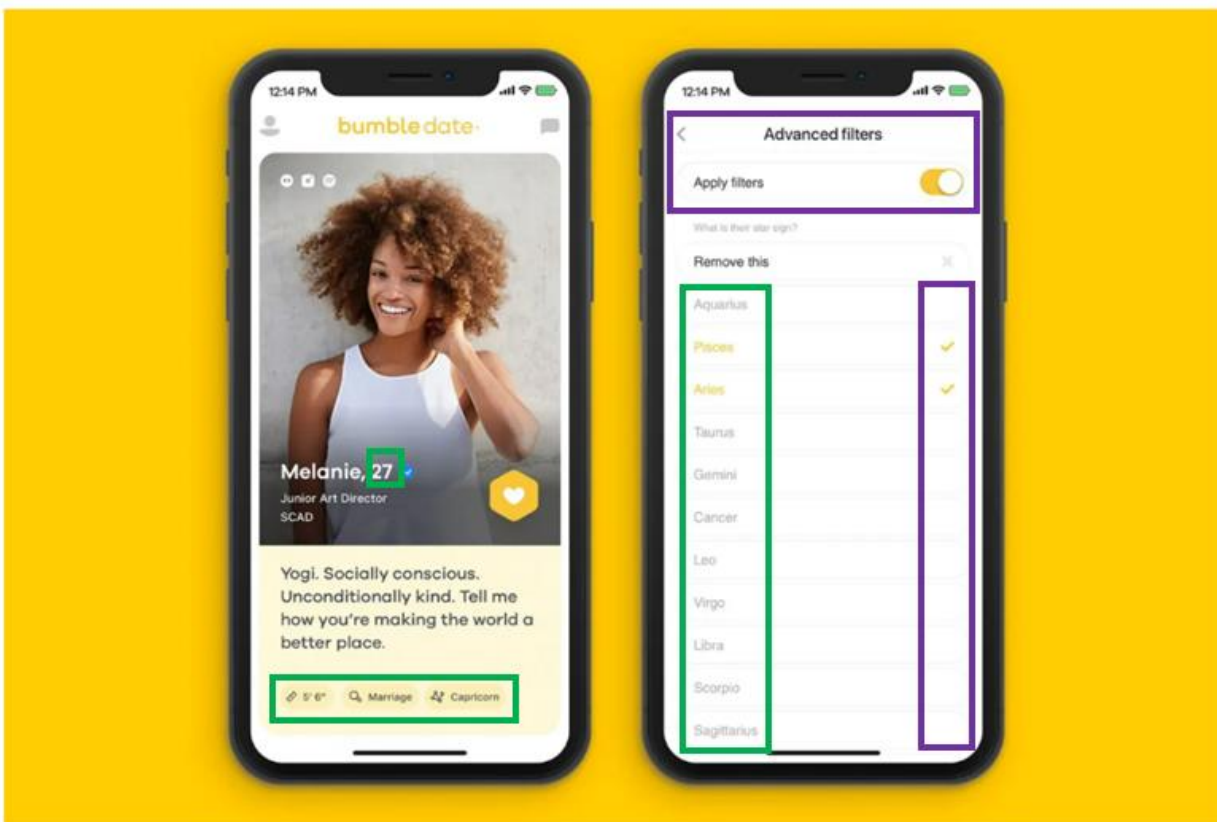 12:14 PM
bumble date
Melanie, 27
Junior Art Director
SCAD
Yogi. Socially conscious.
Unconditionally kind. Tell me
how you're making the world a
better place.
5' 6" Marriage Capricorn
12:14 PM
Advanced filters
Apply filters
What is their star sign?
Remove this
Aquarius
Pisces
Aries
Taurus
Gemini
Cancer
Leo
Virgo
Libra
Scorpio
Sagittarius